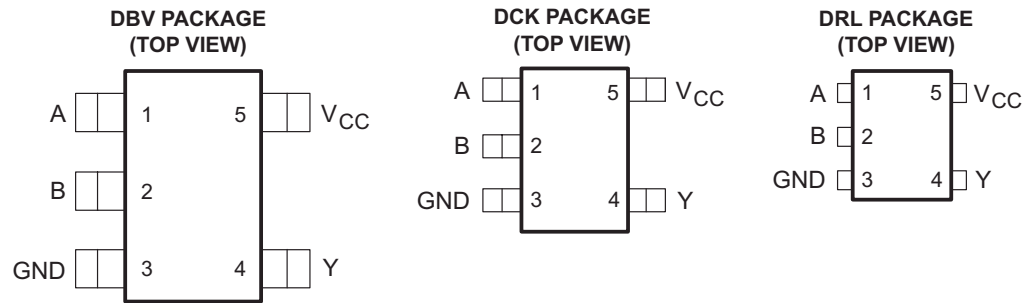 DBV PACKAGE
(TOP VIEW)
A 1 5 VCC
B 2
GND 3 4 Y
DCK PACKAGE
(TOP VIEW)
A 1 5 VCC
B 2
GND 3 4 Y
DRL PACKAGE
(TOP VIEW)
A 1 5 VCC
B 2
GND 3 4 Y